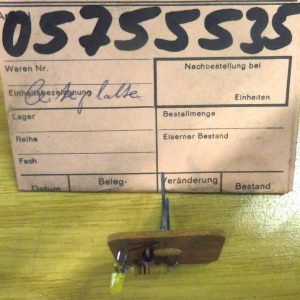 05755535
Waren Nr.
Nachbestellung bei
Einheitsbezeichnung
Einheiten
Lager
Bestellmenge
Reihe
Eiserner Bestand
Fach
Datum
Beleg-
Veränderung
Bestand